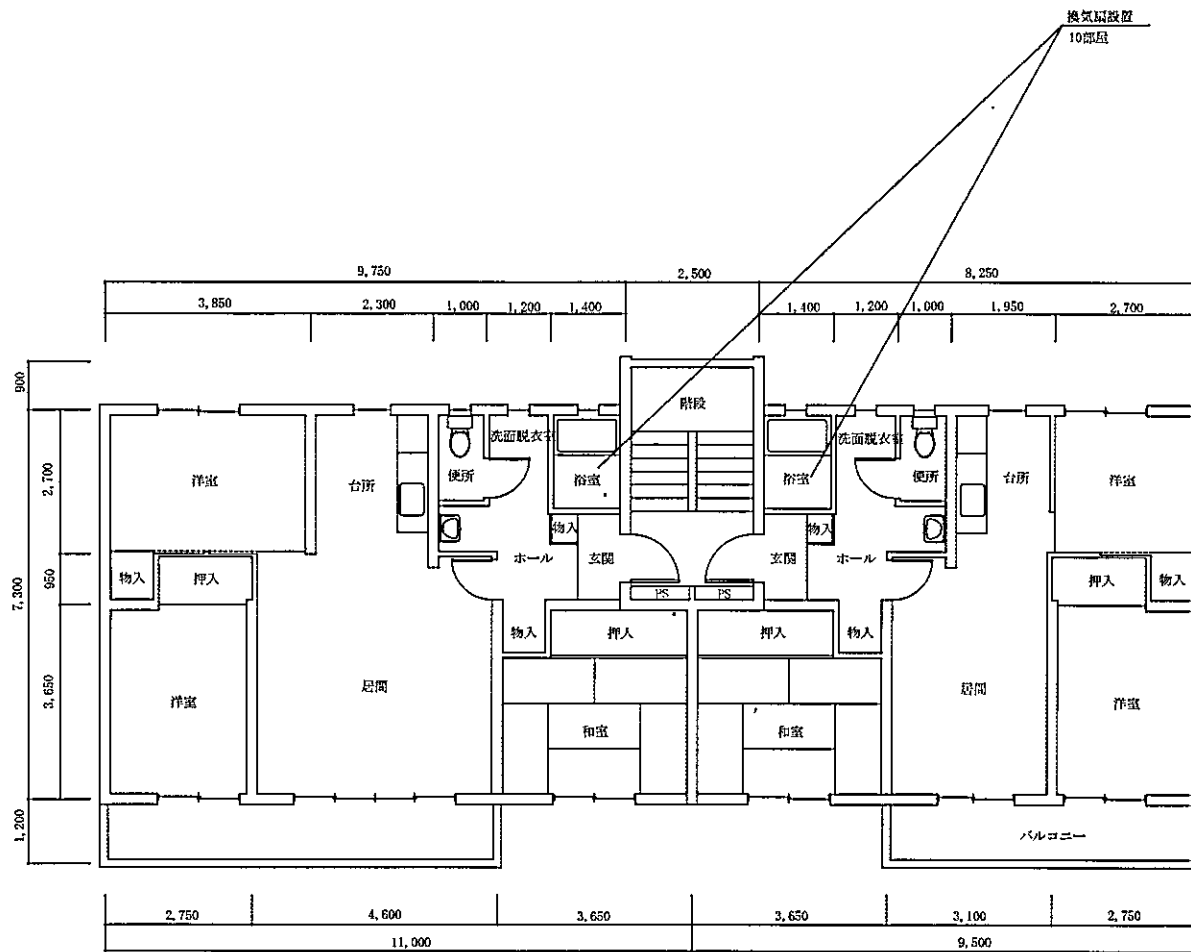 換気扇設置
10部屋
9,750
2,500
8,250
3,850
2,300
1,000
1,200
1,400
1,400
1,200
1,000
1,950
2,700
900
2,700
950
7,300
3,650
1,200
階段
洗面脱衣室
洗面脱衣室
洋室
台所
便所
浴室
浴室
便所
台所
洋室
物入
物入
ホール
玄関
玄関
ホール
物入
押入
押入
物入
PS
PS
物入
押入
押入
物入
洋室
居間
居間
洋室
和室
和室
バルコニー
2,750
4,600
3,650
3,650
3,100
2,750
11,000
9,500